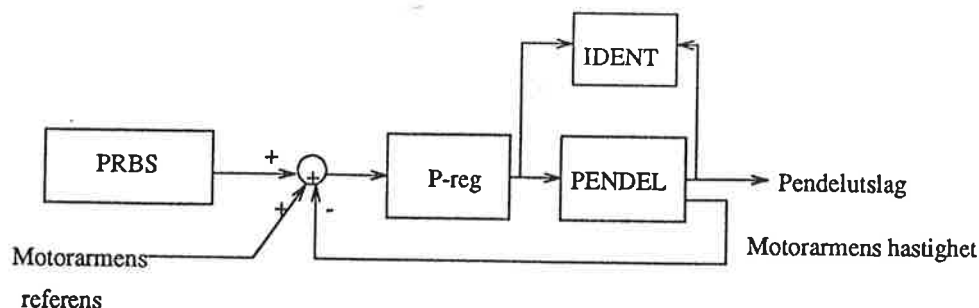 IDENT
PRBS
+
+
P-reg
PENDEL
Pendelutslag
+
-
Motorarmens
referens
Motorarmens hastighet